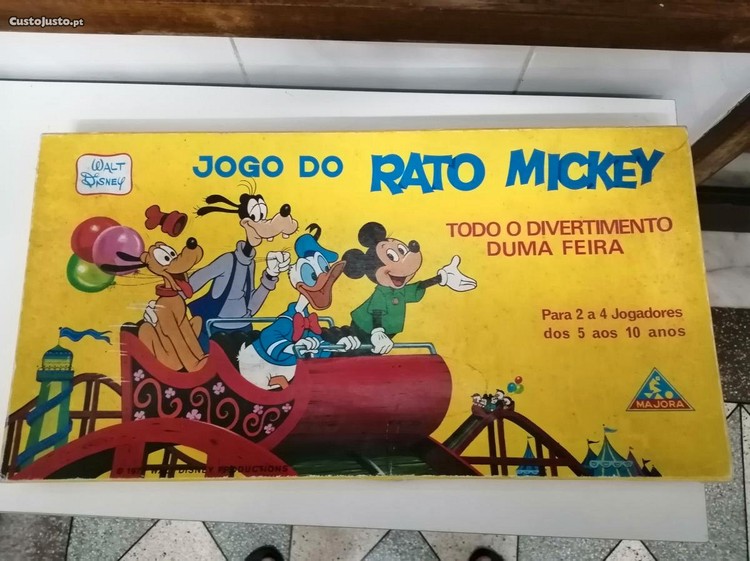 CustoJusto.pt
WALT
DISNEY
JOGO DO RATO MICKEY
TODO O DIVERTIMENTO
DUMA FEIRA
Para 2 a 4 Jogadores
dos 5 aos 10 anos
MAJORA
WALT DISNEY PRODUCTIONS